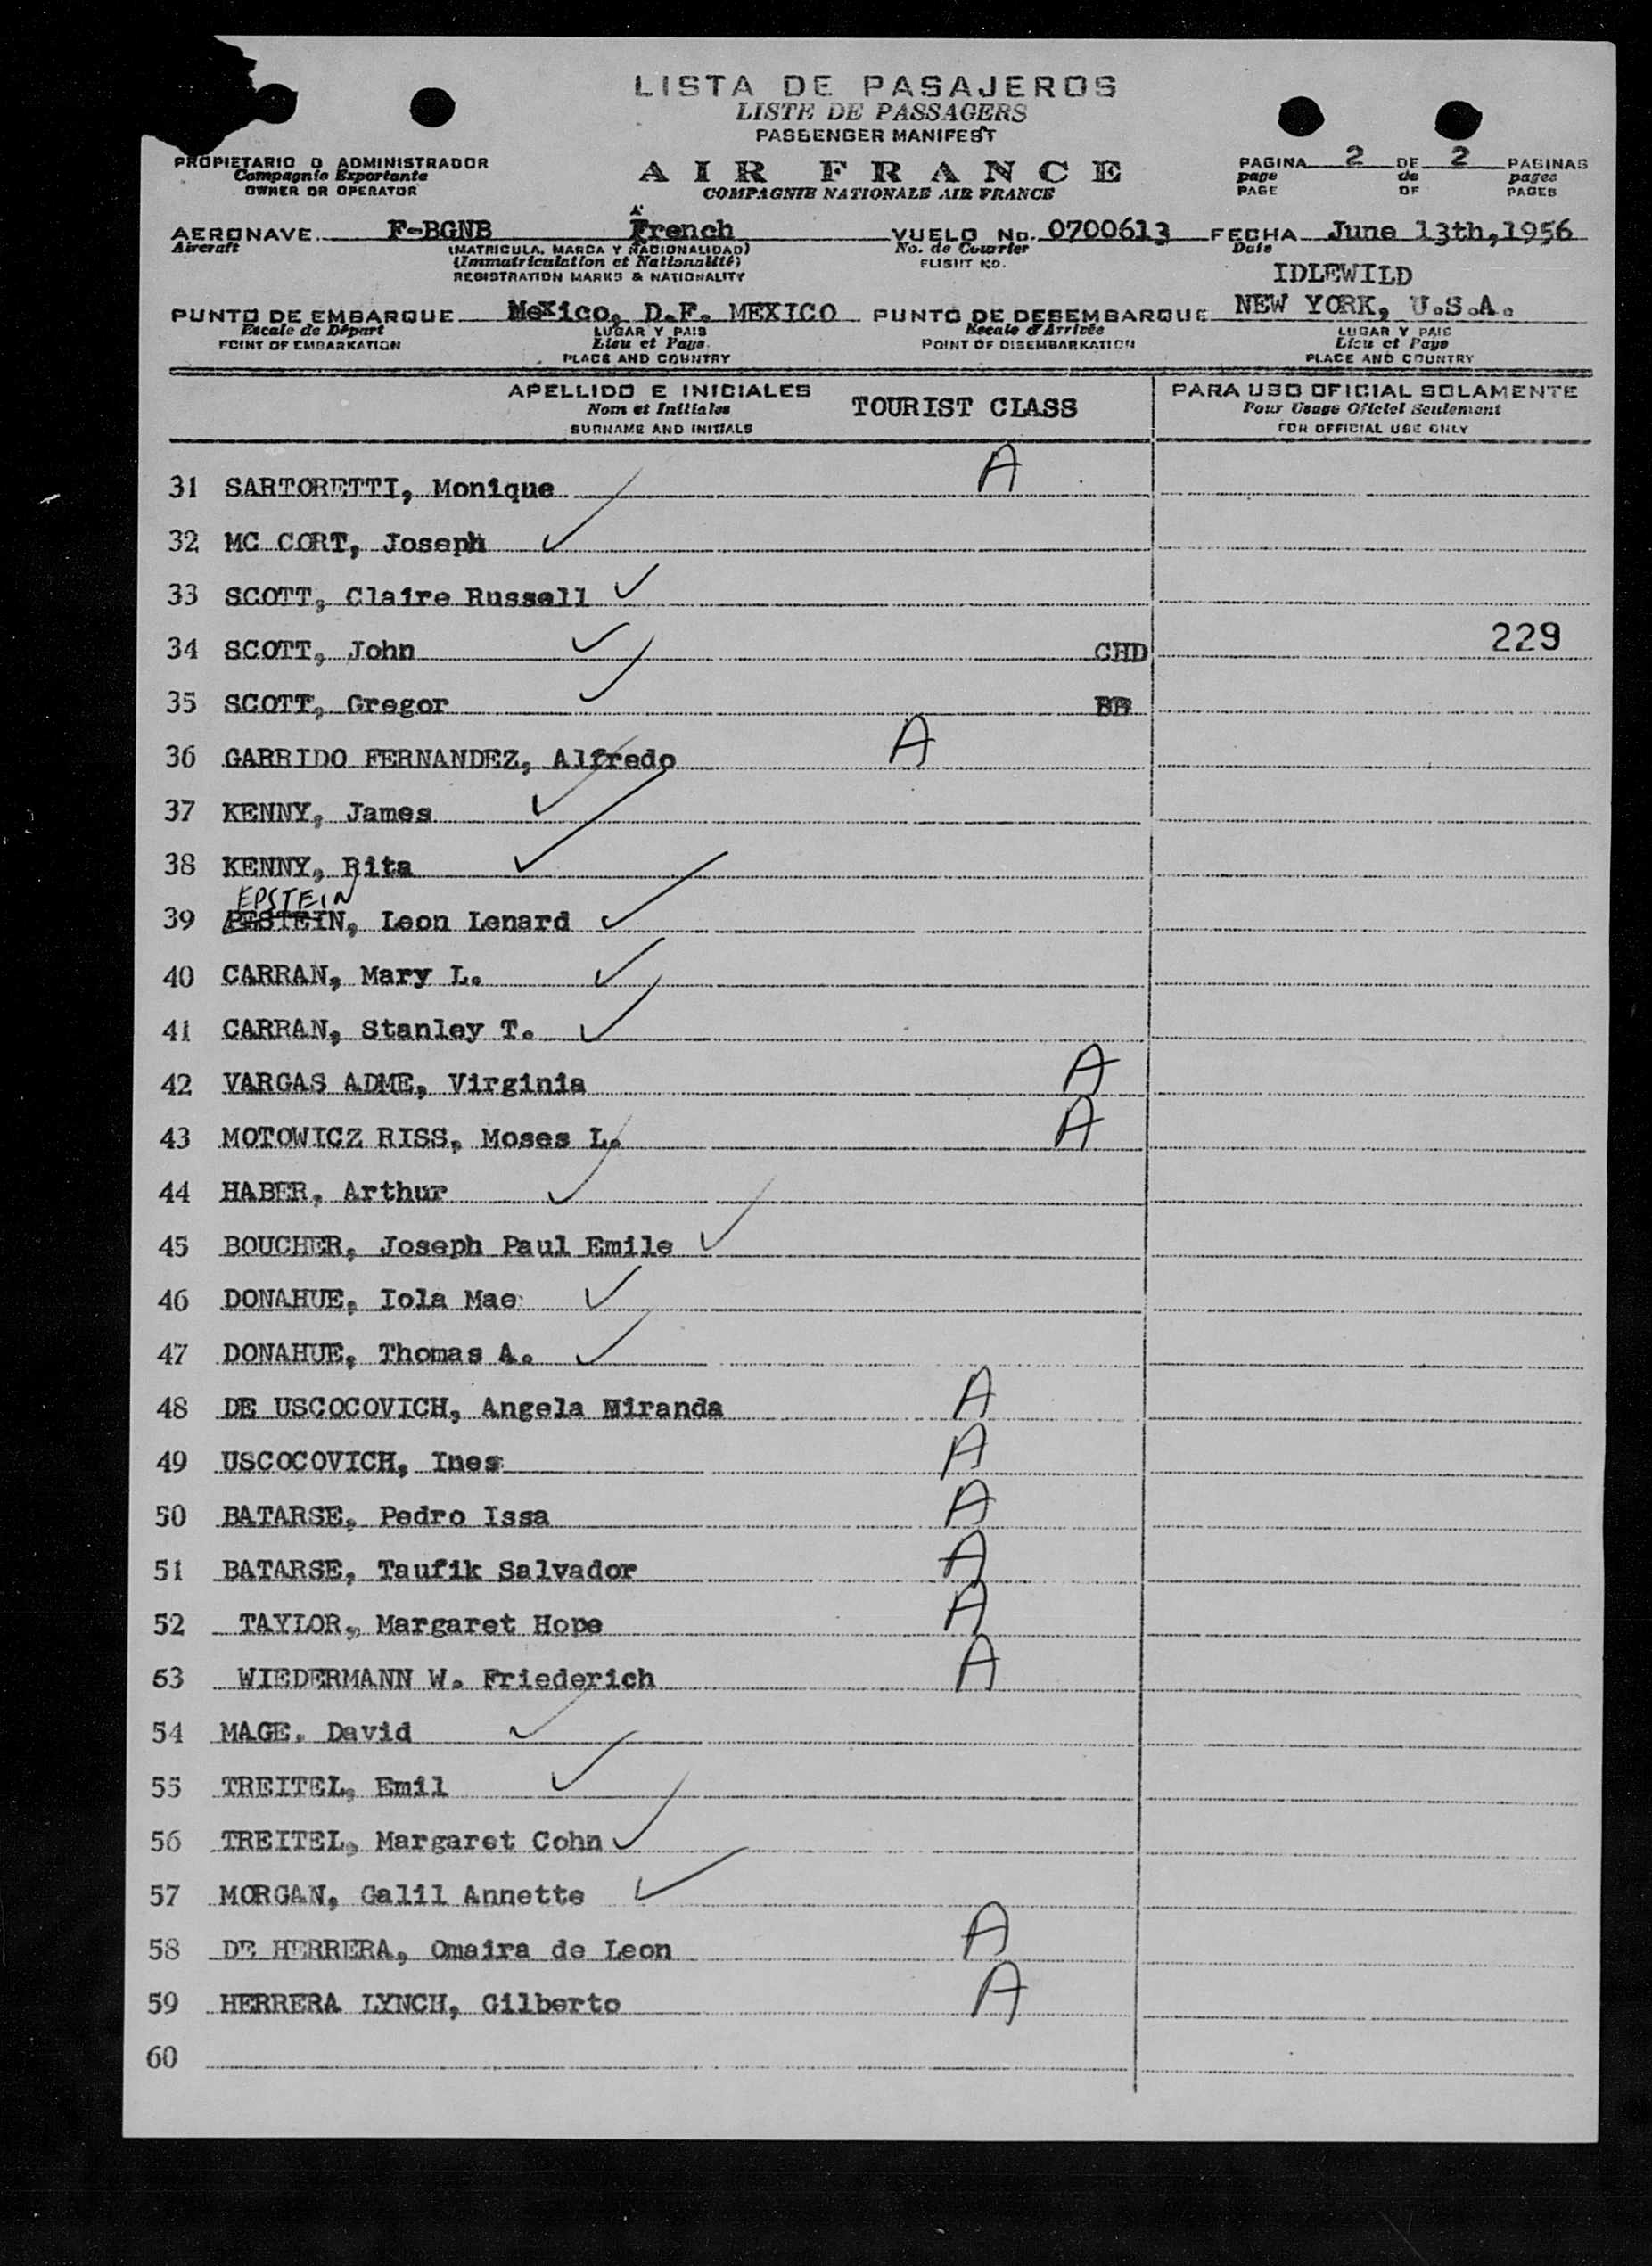 LISTA DE PASAJEROS
LISTE DE PASSAGERS
PASSENGER MANIFEST
PROPIETARIO O ADMINISTRADOR
Compagnie Exportante
OWNER OR OPERATOR
AIR FRANCE
COMPAGNIE NATIONALE AIR FRANCE
PAGINA 2 DE 2 PAGINAS
page de pages
PAGE OF PAGES
AERONAVE F-BGNB French VUELO No. 0700613 FECHA June 13th,1956
Aircraft (MATRICULA, MARCA Y NACIONALIDAD) No. de Courrier Date
(Immatriculation et Nationalité) FLIGHT NO.
REGISTRATION MARKS & NATIONALITY
IDLEWILD
PUNTO DE EMBARQUE Mexico, D.F. MEXICO PUNTO DE DESEMBARQUE NEW YORK, U.S.A.
Escale de Départ LUGAR Y PAIS Escale d'Arrivée LUGAR Y PAIS
POINT OF EMBARKATION Lieu et Pays POINT OF DISEMBARKATION Lieu et Pays
PLACE AND COUNTRY PLACE AND COUNTRY
APELLIDO E INICIALES TOURIST CLASS PARA USO OFICIAL SOLAMENTE
Nom et Initiales Pour Usage Oficiel Seulement
SURNAME AND INITIALS FOR OFFICIAL USE ONLY
31 SARTORETTI, Monique A
32 MC CORT, Joseph
33 SCOTT, Claire Russell
34 SCOTT, John CHD 229
35 SCOTT, Gregor BB
36 GARRIDO FERNANDEZ, Alfredo A
37 KENNY, James
38 KENNY, Rita
EPSTEIN
39 PESTEIN, Leon Lenard
40 CARRAN, Mary L.
41 CARRAN, Stanley T.
42 VARGAS ADME, Virginia A
43 MOTOWICZ RISS, Moses L. A
44 HABER, Arthur
45 BOUCHER, Joseph Paul Emile
46 DONAHUE, Iola Mae
47 DONAHUE, Thomas A.
48 DE USCOCOVICH, Angela Miranda A
49 USCOCOVICH, Ines A
50 BATARSE, Pedro Issa A
51 BATARSE, Taufik Salvador A
52 TAYLOR, Margaret Hope A
53 WIEDERMANN W. Friederich A
54 MAGE. David
55 TREITEL, Emil
56 TREITEL, Margaret Cohn
57 MORGAN, Galil Annette
58 DE HERRERA, Omaira de Leon A
59 HERRERA LYNCH, Gilberto A
60